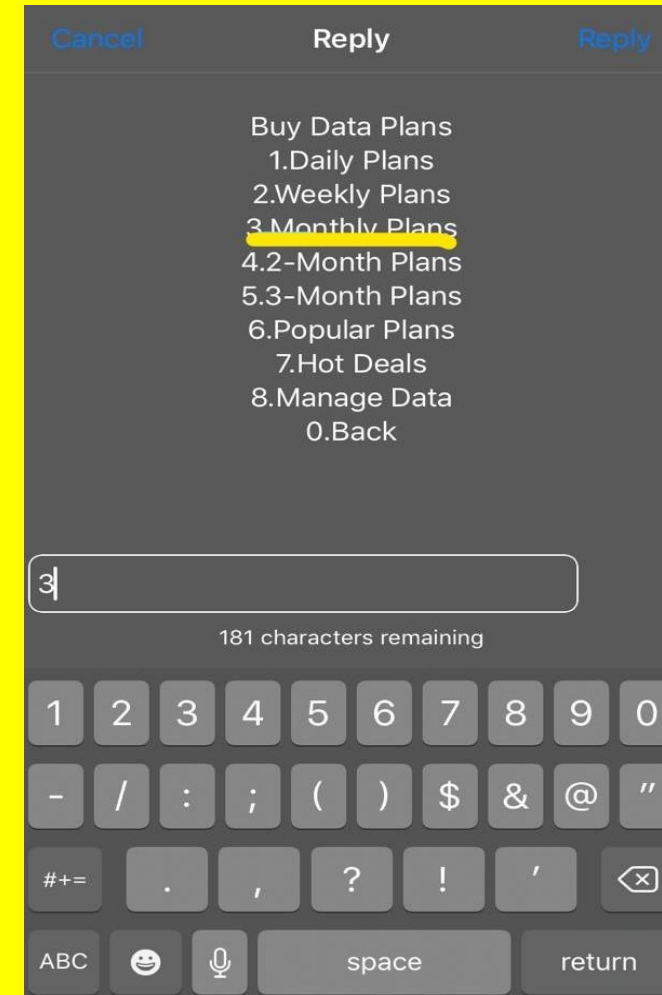 Cancel Reply Reply
Buy Data Plans
1.Daily Plans
2.Weekly Plans
3.Monthly Plans
4.2-Month Plans
5.3-Month Plans
6.Popular Plans
7.Hot Deals
8.Manage Data
0.Back
3
181 characters remaining
1 2 3 4 5 6 7 8 9 0
- / : ; ( ) $ & @ "
#+= . , ? ! '
ABC space return